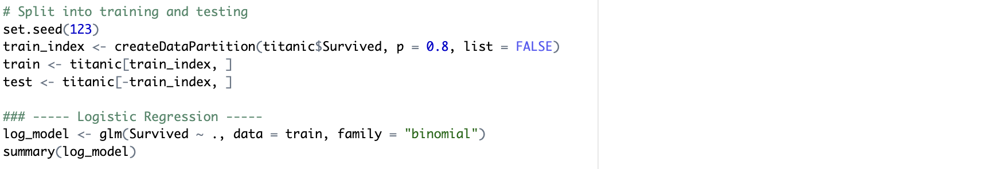 # Split into training and testing
set.seed(123)
train_index <- createDataPartition(titanic$Survived, p = 0.8, list = FALSE)
train <- titanic[train_index, ]
test <- titanic[-train_index, ]
### ----- Logistic Regression -----
log_model <- glm(Survived ~ ., data = train, family = "binomial")
summary(log_model)